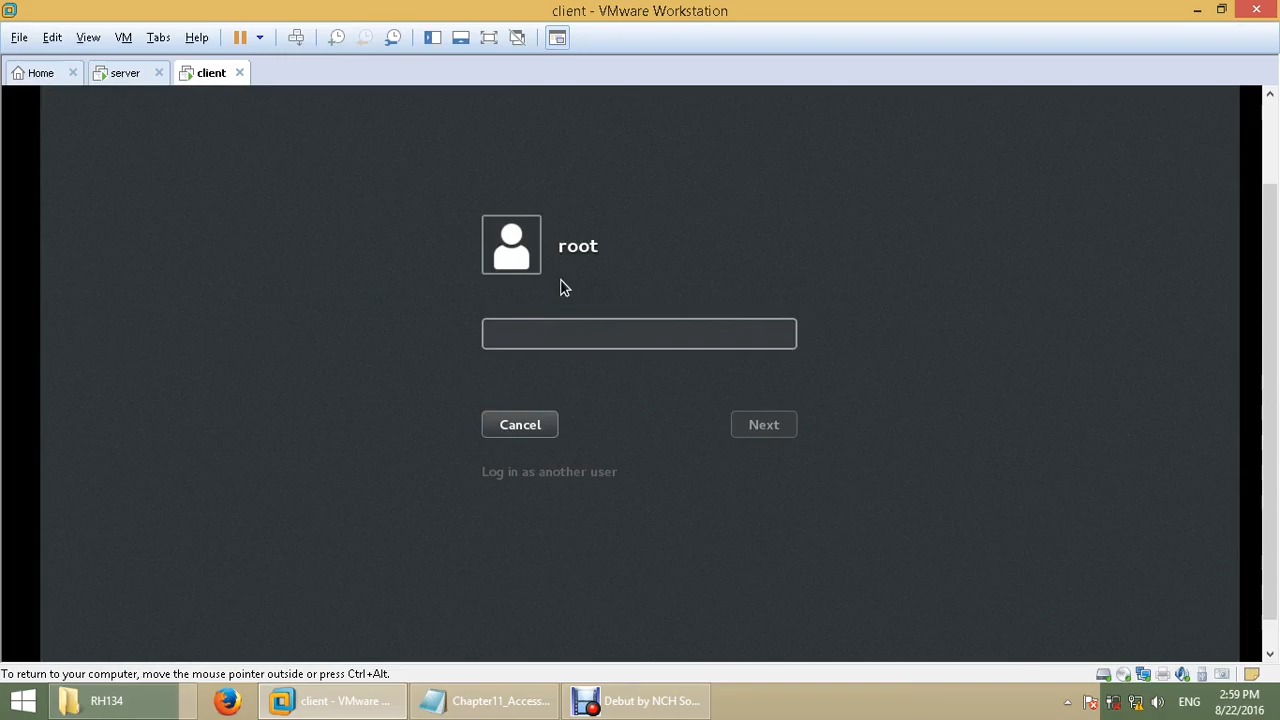 client - VMware Workstation
File Edit View VM Tabs Help
Home server client
root
Cancel Next
Log in as another user
To return to your computer, move the mouse pointer outside or press Ctrl+Alt.
RH134 client - VMware ... Chapter11_Access... Debut by NCH So... ENG 2:59 PM
8/22/2016